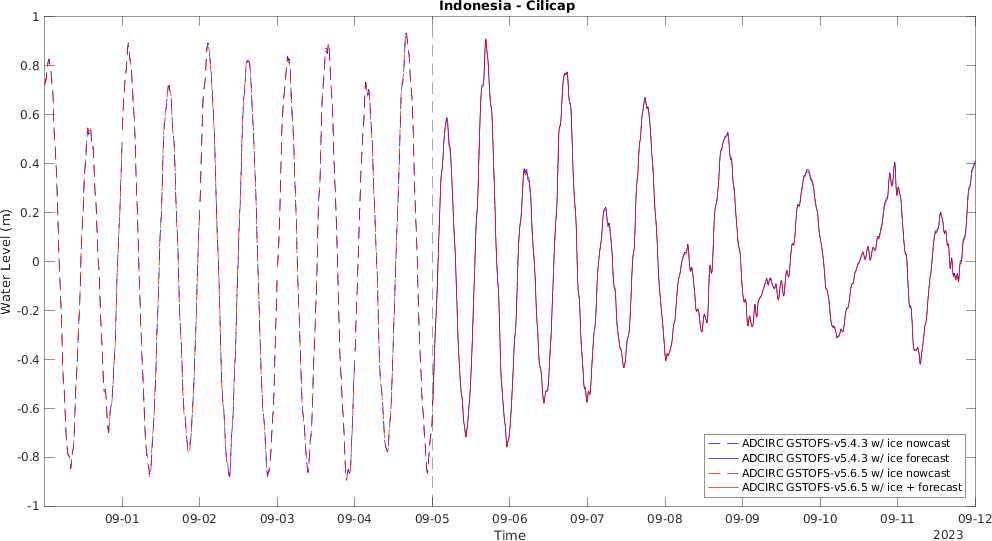 Indonesia - Cilicap
1
0.8
0.6
0.4
0.2
0
-0.2
-0.4
-0.6
-0.8
-1
Water Level (m)
09-01 09-02 09-03 09-04 09-05 09-06 09-07 09-08 09-09 09-10 09-11 09-12
Time
2023
ADCIRC GSTOFS-v5.4.3 w/ ice nowcast
ADCIRC GSTOFS-v5.4.3 w/ ice forecast
ADCIRC GSTOFS-v5.6.5 w/ ice nowcast
ADCIRC GSTOFS-v5.6.5 w/ ice + forecast